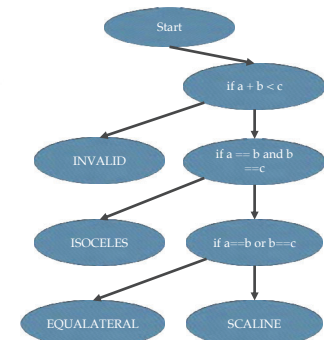 Start
if a + b < c
INVALID
if a == b and b
==c
ISOCELES
if a==b or b==c
EQUALATERAL
SCALINE